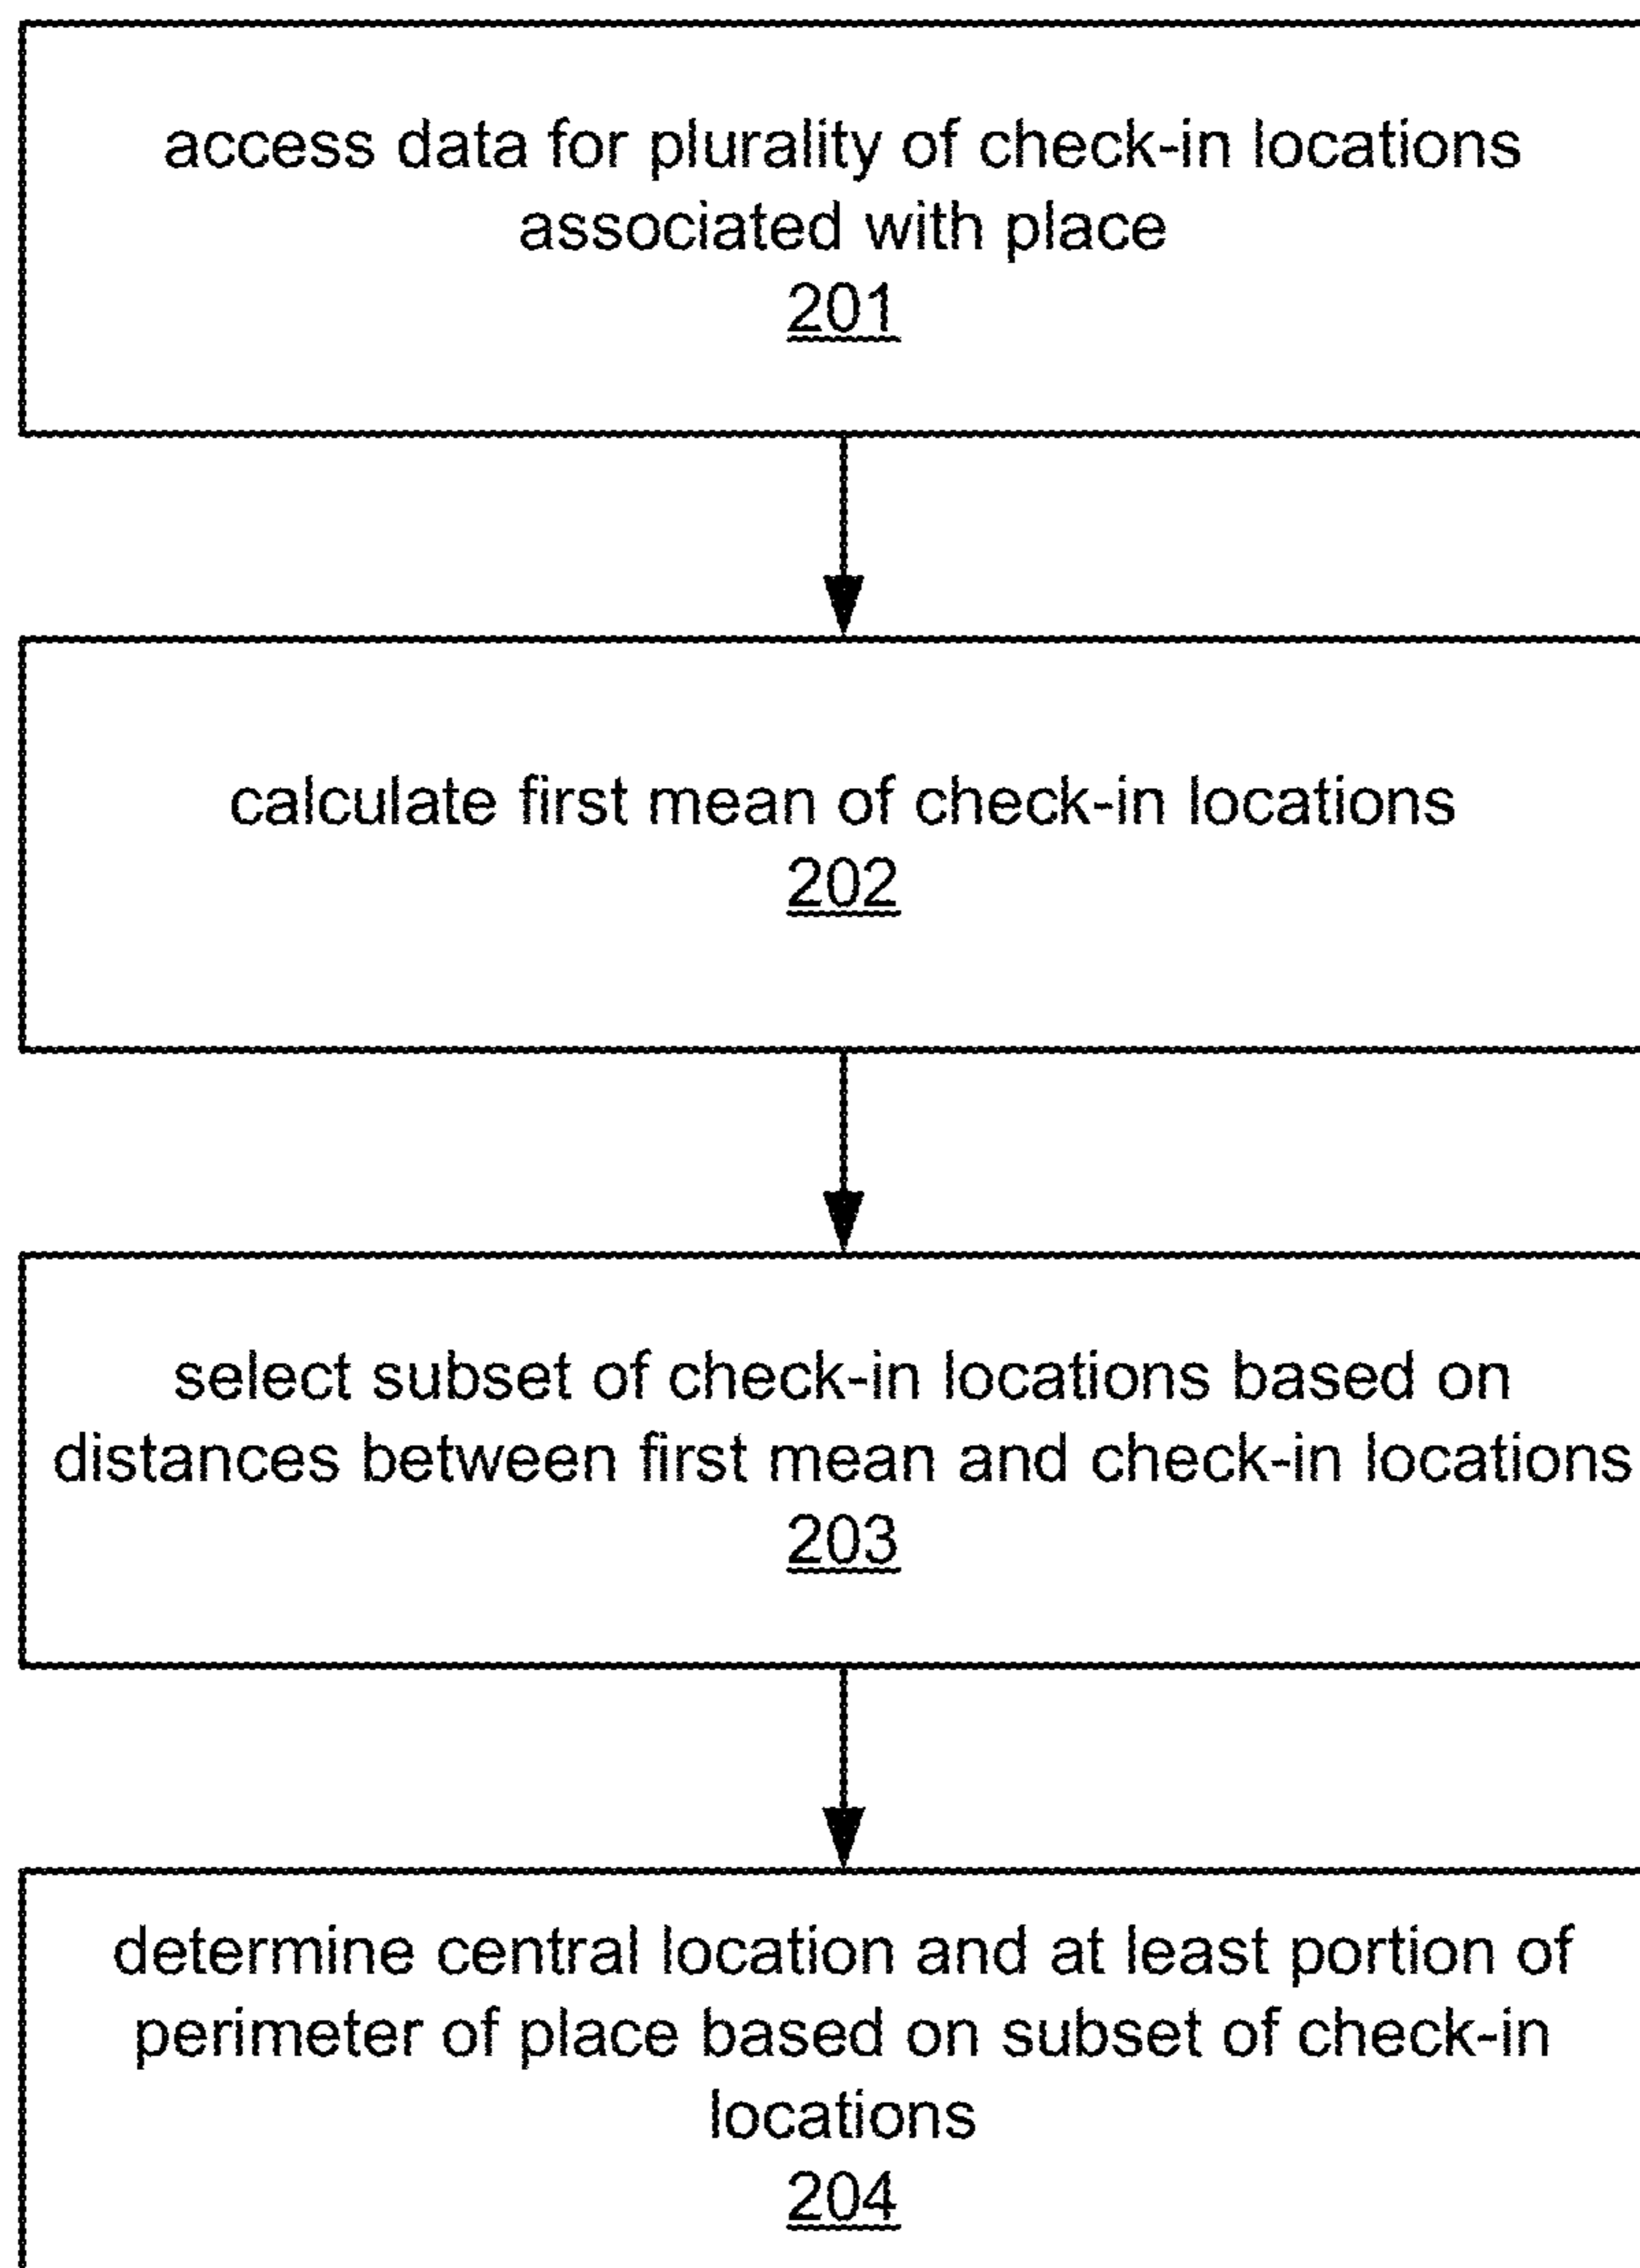 access data for plurality of check-in locations
associated with place
201
calculate first mean of check-in locations
202
select subset of check-in locations based on
distances between first mean and check-in locations
203
determine central location and at least portion of
perimeter of place based on subset of check-in
locations
204